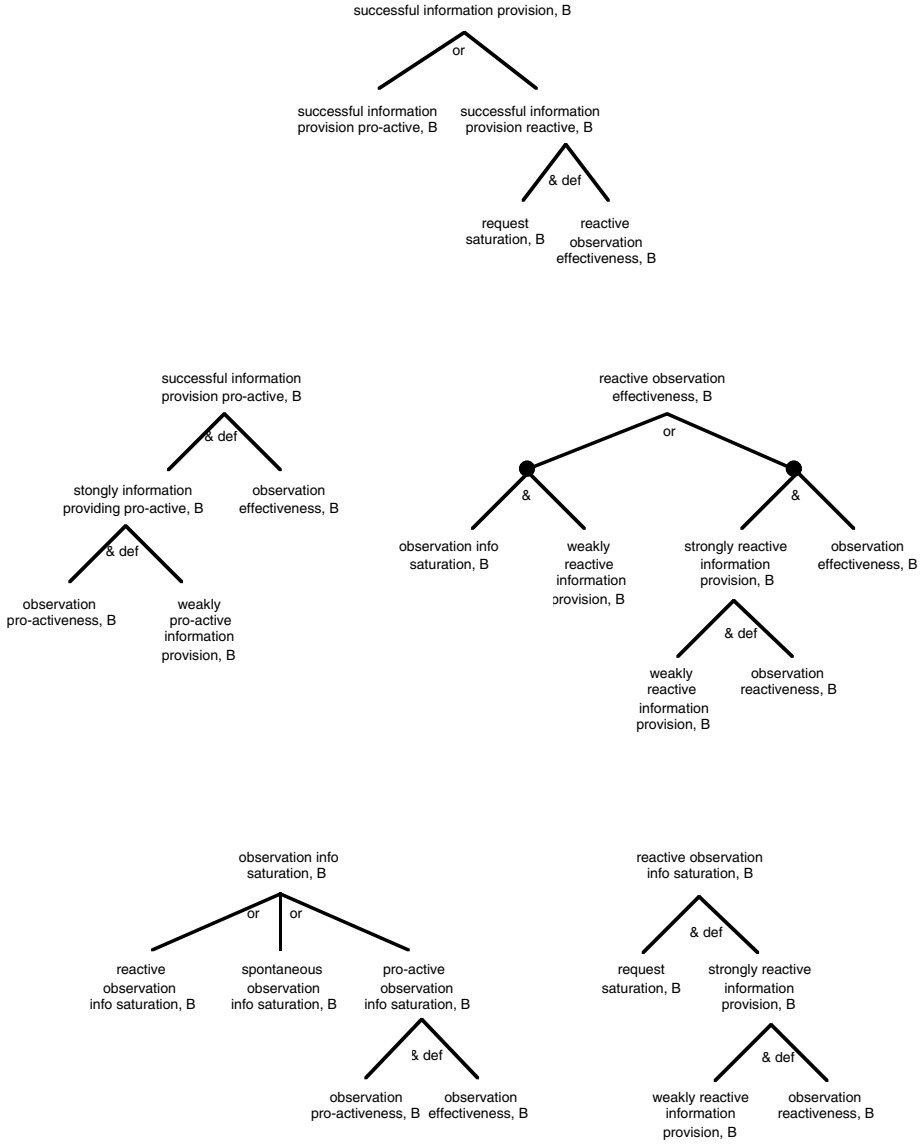 successful information provision, B
or
successful information
provision pro-active, B
successful information
provision reactive, B
& def
request
saturation, B
reactive
observation
effectiveness, B
successful information
provision pro-active, B
& def
stongly information
providing pro-active, B
observation
effectiveness, B
& def
observation
pro-activeness, B
weakly
pro-active
information
provision, B
reactive observation
effectiveness, B
or
&
&
observation info
saturation, B
weakly
reactive
information
provision, B
strongly reactive
information
provision, B
observation
effectiveness, B
& def
weakly
reactive
information
provision, B
observation
reactiveness, B
observation info
saturation, B
or
or
reactive
observation
info saturation, B
spontaneous
observation
info saturation, B
pro-active
observation
info saturation, B
& def
observation
pro-activeness, B
observation
effectiveness, B
reactive observation
info saturation, B
& def
request
saturation, B
strongly reactive
information
provision, B
& def
weakly reactive
information
provision, B
observation
reactiveness, B